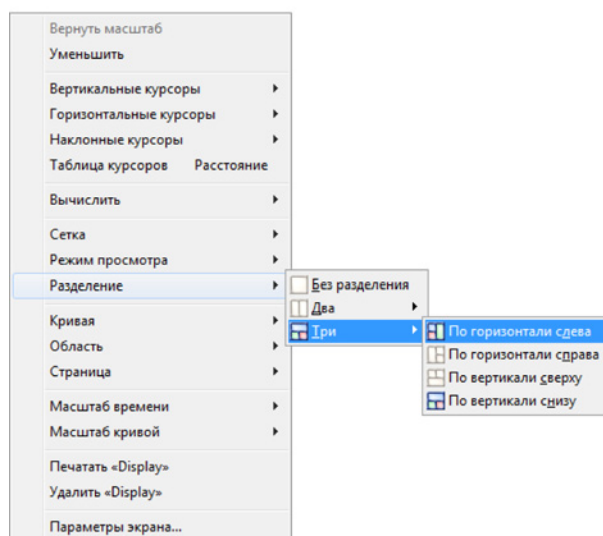 Вернуть масштаб
Уменьшить
Вертикальные курсоры
Горизонтальные курсоры
Наклонные курсоры
Таблица курсоров Расстояние
Вычислить
Сетка
Режим просмотра
Разделение
Кривая
Область
Страница
Масштаб времени
Масштаб кривой
Печатать «Display»
Удалить «Display»
Параметры экрана...
Без разделения
Два
Три
По горизонтали слева
По горизонтали справа
По вертикали сверху
По вертикали снизу